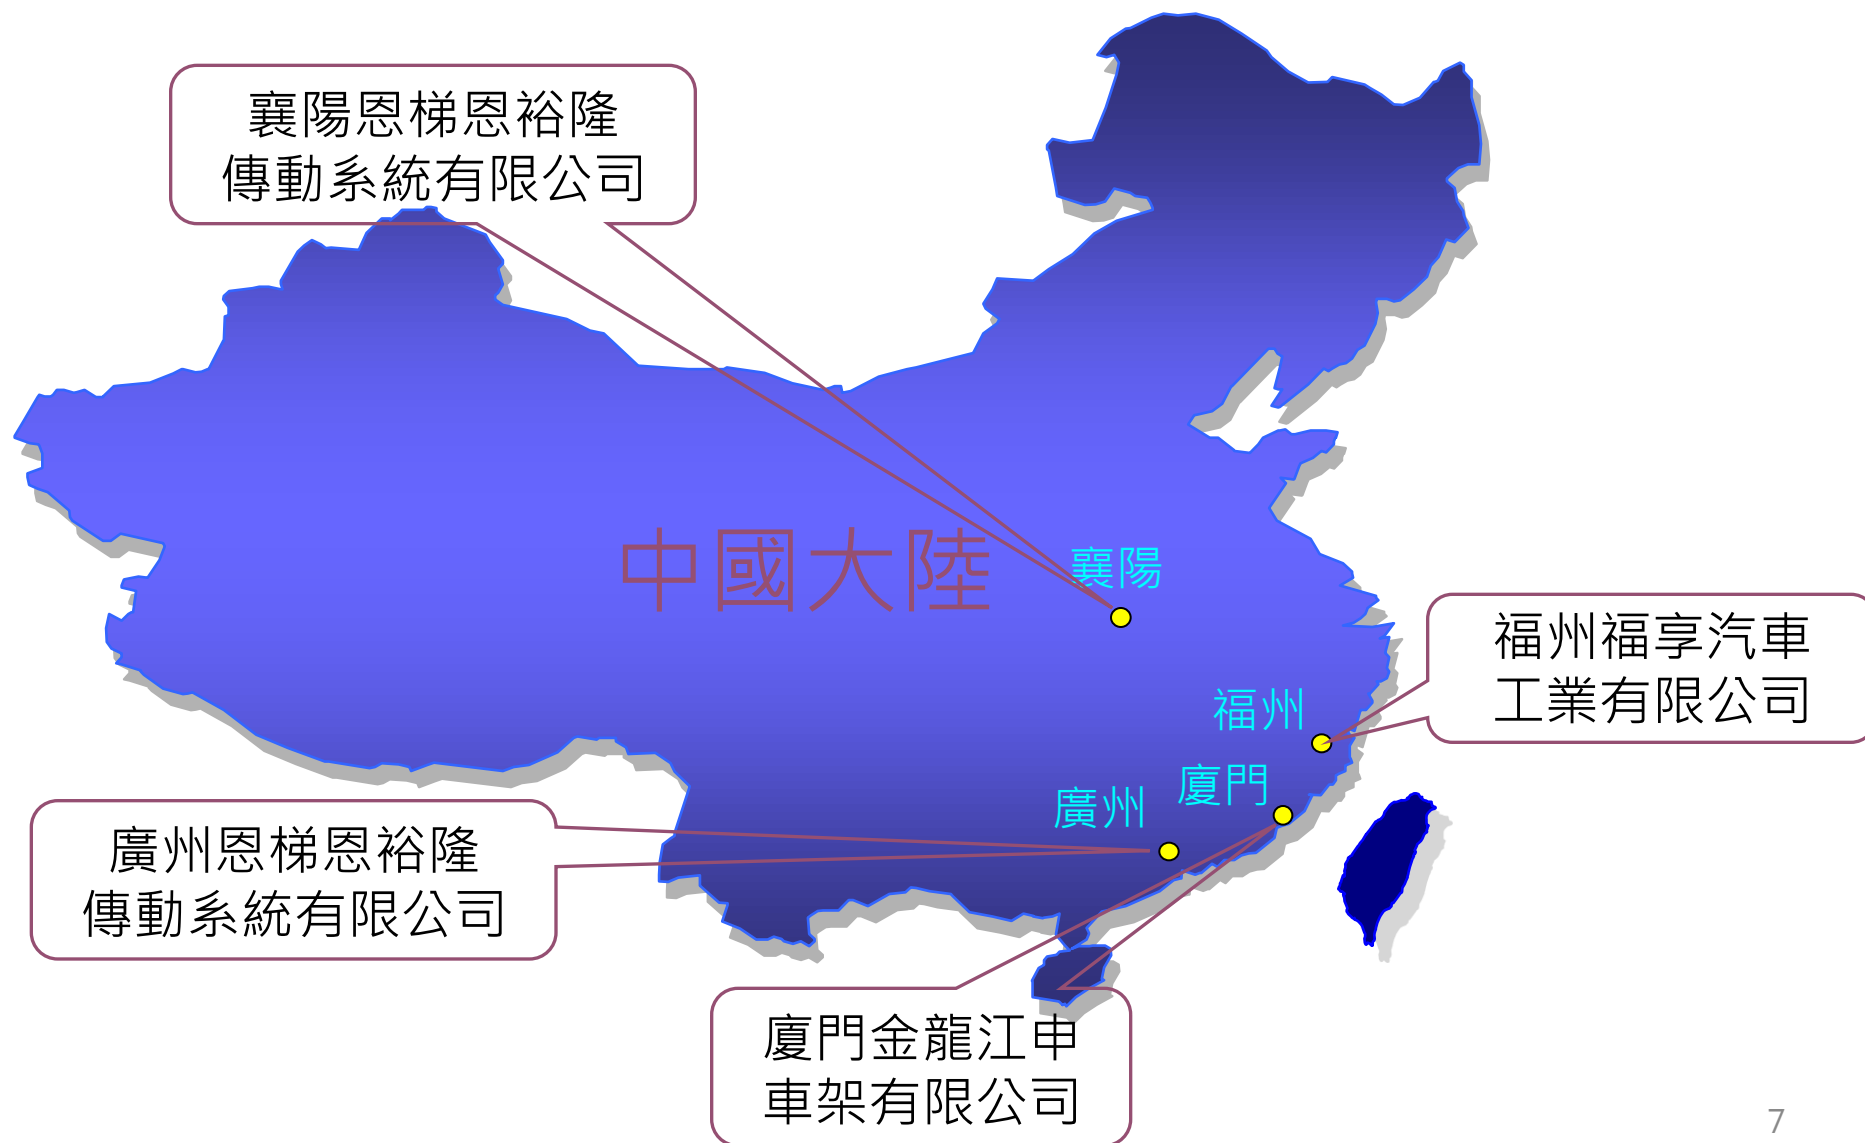 襄陽恩梯恩裕隆
傳動系統有限公司
中國大陸
襄陽
福州福享汽車
工業有限公司
福州
廈門
廣州
廣州恩梯恩裕隆
傳動系統有限公司
廈門金龍江申
車架有限公司
7